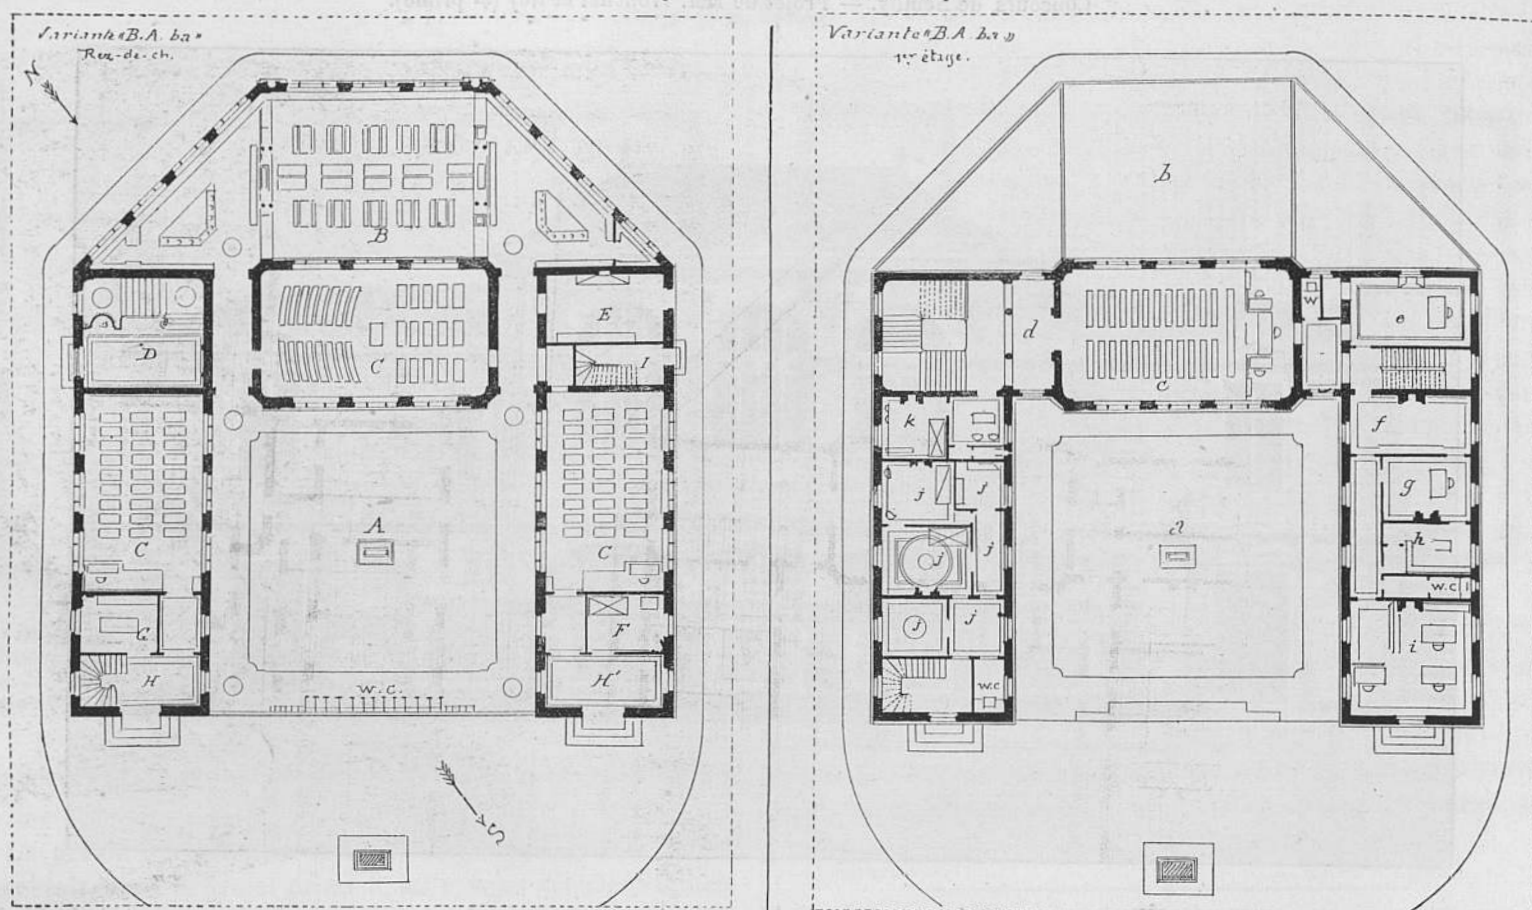 Variante "B.A. ba"
Rez-de-ch.
N
B
C
D
E
I
A
C
C
G
F
H
H'
W.C.
S
Variante "B.A. ba"
1er étage.
b
d
c
W
e
k
f
j
j
g
a
j
j
h
W.C
j
j
i
W.C